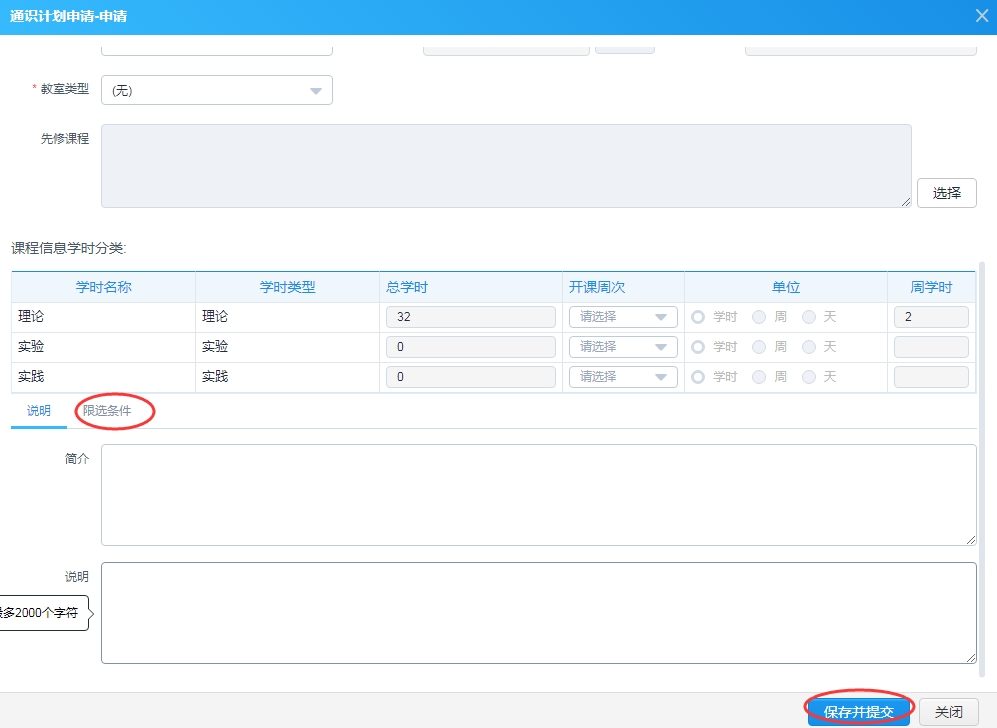 通识计划申请-申请
* 教室类型 (无)
先修课程
选择
课程信息学时分类:
学时名称 学时类型 总学时 开课周次 单位 周学时
理论 理论 32 请选择 学时 周 天 2
实验 实验 0 请选择 学时 周 天
实践 实践 0 请选择 学时 周 天
说明 限选条件
简介
说明
多2000个字符
保存并提交 关闭